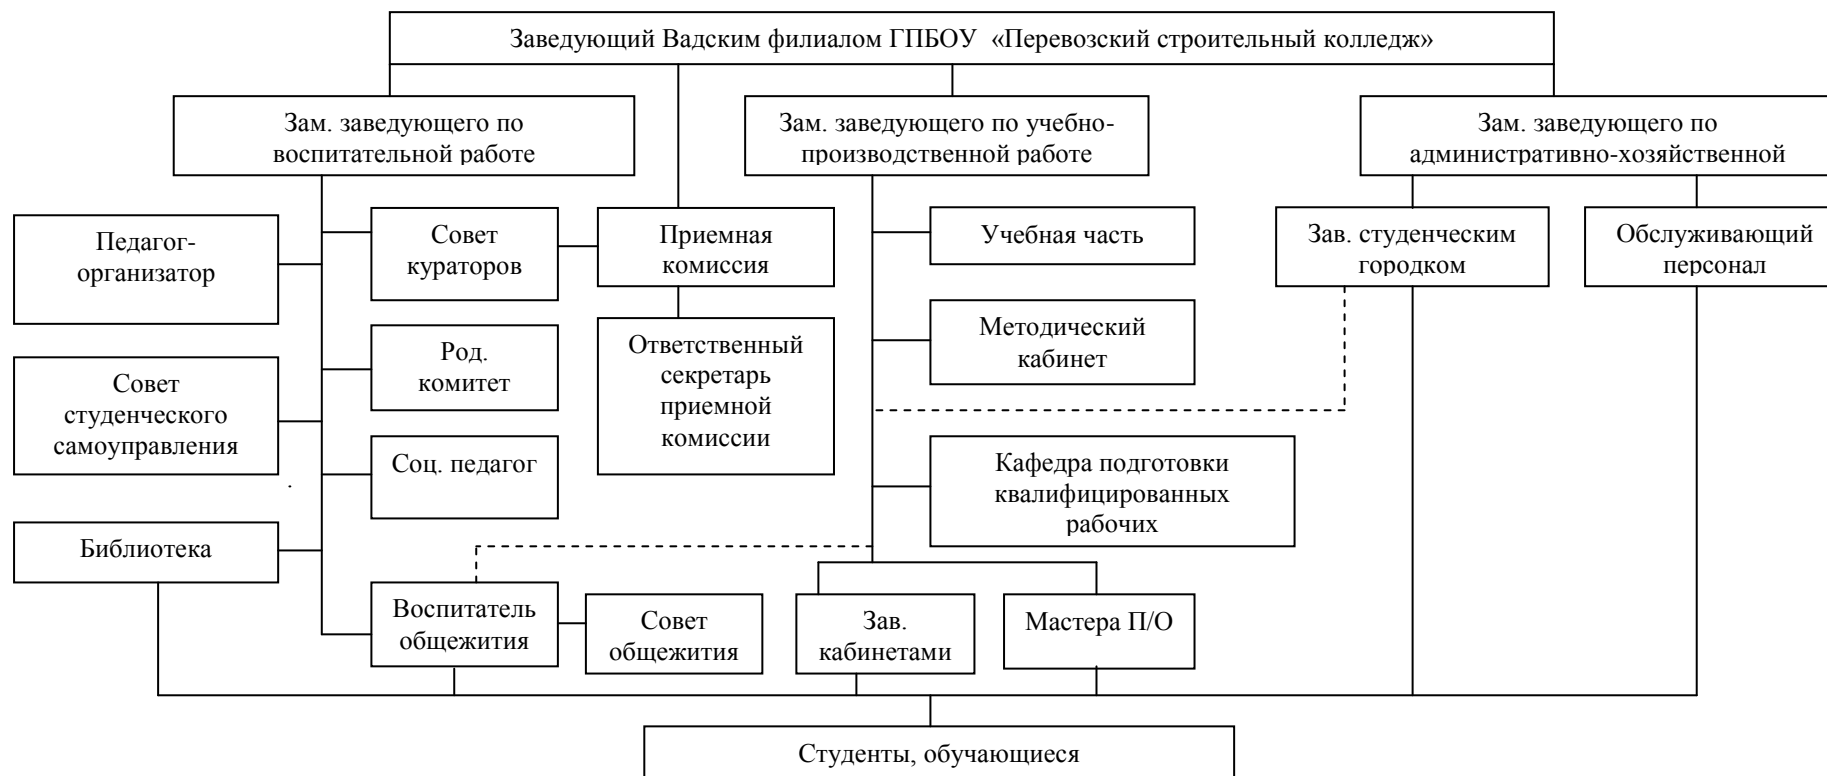 Заведующий Вадским филиалом ГПБОУ «Перевозский строительный колледж»
Зам. заведующего по
воспитательной работе
Зам. заведующего по учебно-
производственной работе
Зам. заведующего по
административно-хозяйственной
Педагог-
организатор
Совет
кураторов
Приемная
комиссия
Учебная часть
Зав. студенческим
городком
Обслуживающий
персонал
Совет
студенческого
самоуправления
Род.
комитет
Ответственный
секретарь
приемной
комиссии
Методический
кабинет
Соц. педагог
Кафедра подготовки
квалифицированных
рабочих
Библиотека
Воспитатель
общежития
Совет
общежития
Зав.
кабинетами
Мастера П/О
Студенты, обучающиеся